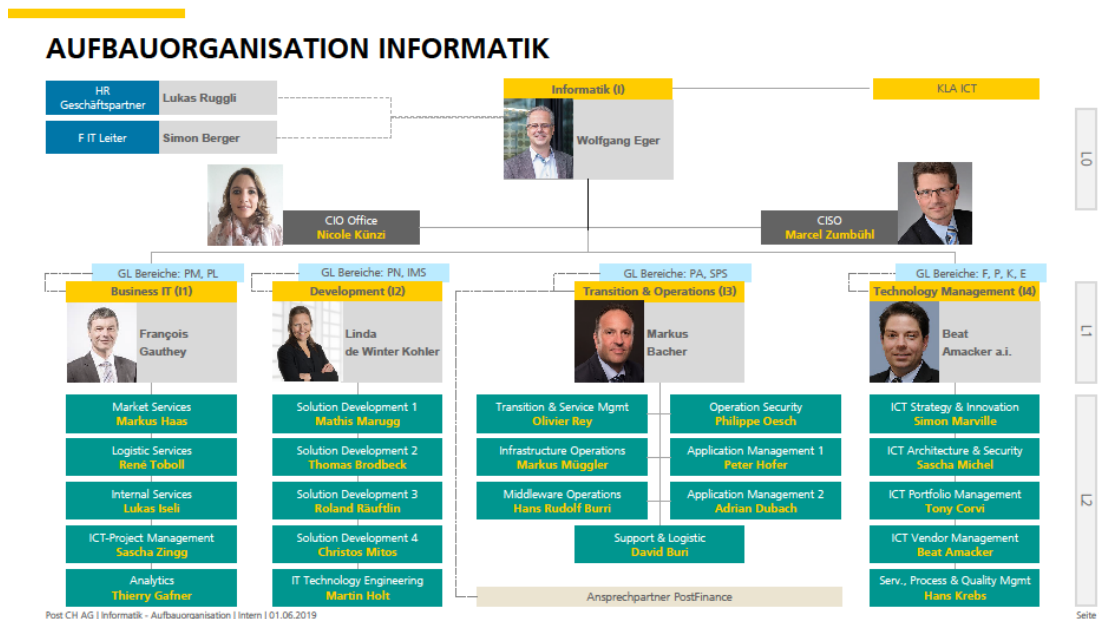 AUFBAUORGANISATION INFORMATIK
HR
Geschäftspartner
Lukas Ruggli
F IT Leiter
Simon Berger
Informatik (I)
Wolfgang Eger
KLA ICT
L0
CIO Office
Nicole Künzi
CISO
Marcel Zumbühl
GL Bereiche: PM, PL
Business IT (I1)
François
Gauthey
GL Bereiche: PN, IMS
Development (I2)
Linda
de Winter Kohler
GL Bereiche: PA, SPS
Transition & Operations (I3)
Markus
Bacher
GL Bereiche: F, P, K, E
Technology Management (I4)
Beat
Amacker a.i.
L1
Market Services
Markus Haas
Logistic Services
René Toboll
Internal Services
Lukas Iseli
ICT-Project Management
Sascha Zingg
Analytics
Thierry Gafner
Solution Development 1
Mathis Marugg
Solution Development 2
Thomas Brodbeck
Solution Development 3
Roland Räuftlin
Solution Development 4
Christos Mitos
IT Technology Engineering
Martin Holt
Transition & Service Mgmt
Olivier Rey
Infrastructure Operations
Markus Müggler
Middleware Operations
Hans Rudolf Burri
Operation Security
Philippe Oesch
Application Management 1
Peter Hofer
Application Management 2
Adrian Dubach
Support & Logistic
David Buri
Ansprechpartner PostFinance
ICT Strategy & Innovation
Simon Marville
ICT Architecture & Security
Sascha Michel
ICT Portfolio Management
Tony Corvi
ICT Vendor Management
Beat Amacker
Serv., Process & Quality Mgmt
Hans Krebs
L2
Post CH AG | Informatik - Aufbauorganisation | Intern | 01.06.2019
Seite